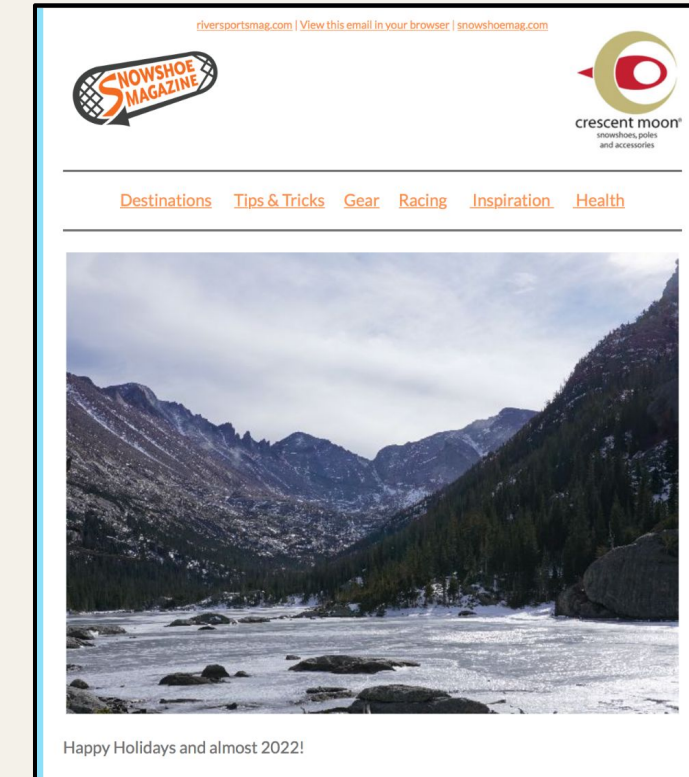 riversportsmag.com | View this email in your browser | snowshoemag.com
SNOWSHOE
MAGAZINE
crescent moon®
snowshoes, poles
and accessories
Destinations Tips & Tricks Gear Racing Inspiration Health
Happy Holidays and almost 2022!